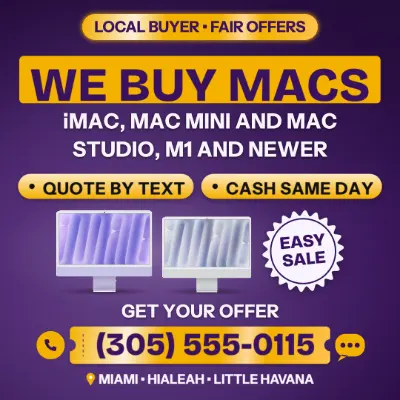 LOCAL BUYER • FAIR OFFERS
WE BUY MACS
iMAC, MAC MINI AND MAC
STUDIO, M1 AND NEWER
• QUOTE BY TEXT
• CASH SAME DAY
EASY
SALE
GET YOUR OFFER
(305) 555-0115
MIAMI • HIALEAH • LITTLE HAVANA